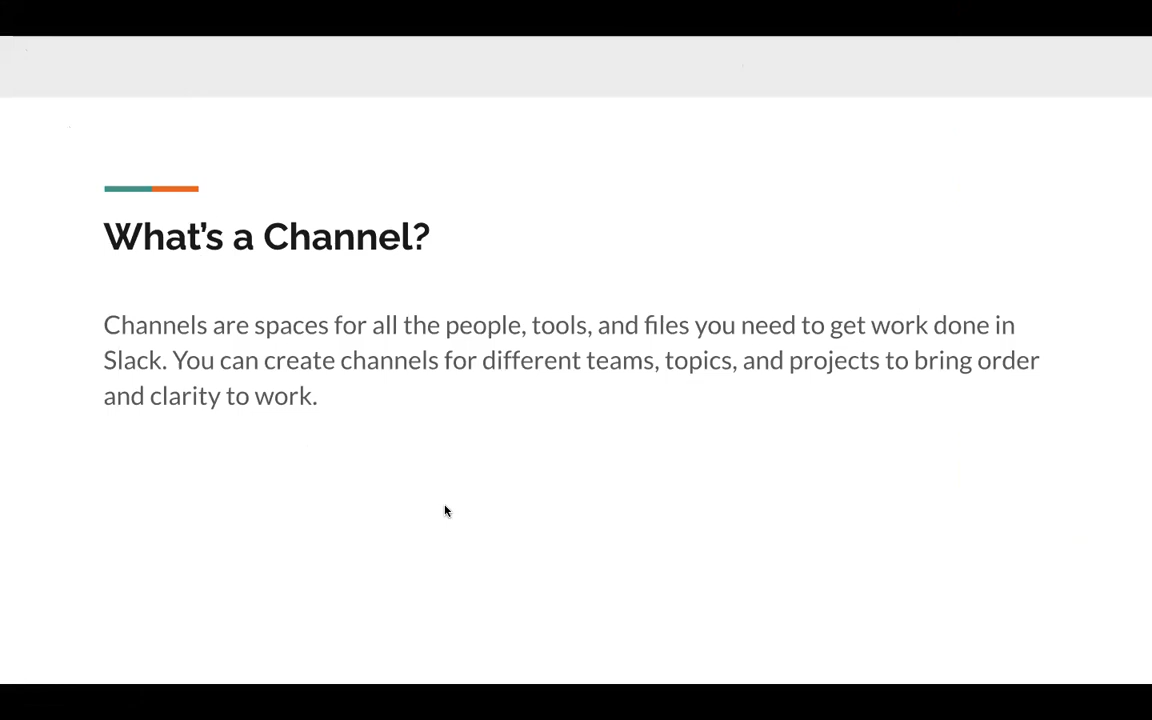 What’s a Channel?
Channels are spaces for all the people, tools, and files you need to get work done in
Slack. You can create channels for different teams, topics, and projects to bring order
and clarity to work.